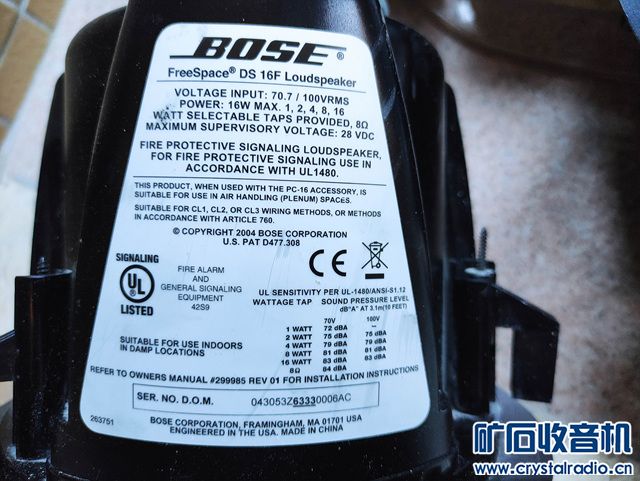 BOSE®
FreeSpace® DS 16F Loudspeaker
VOLTAGE INPUT: 70.7 / 100VRMS
POWER: 16W MAX. 1, 2, 4, 8, 16
WATT SELECTABLE TAPS PROVIDED, 8Ω
MAXIMUM SUPERVISORY VOLTAGE: 28 VDC
FIRE PROTECTIVE SIGNALING LOUDSPEAKER,
FOR FIRE PROTECTIVE SIGNALING USE IN
ACCORDANCE WITH UL1480.
THIS PRODUCT, WHEN USED WITH THE PC-16 ACCESSORY, IS
SUITABLE FOR USE IN AIR HANDLING (PLENUM) SPACES.
SUITABLE FOR CL1, CL2, OR CL3 WIRING METHODS, OR METHODS
IN ACCORDANCE WITH ARTICLE 760.
© COPYRIGHT 2004 BOSE CORPORATION
U.S. PAT D477.308
SIGNALING
UL
LISTED
FIRE ALARM
AND
GENERAL SIGNALING
EQUIPMENT
42S9
CE
UL SENSITIVITY PER UL-1480/ANSI-S1.12
WATTAGE TAP SOUND PRESSURE LEVEL
dB"A" AT 3.1m(10 FEET)
70V 100V
1 WATT 72 dBA —
2 WATT 75 dBA 75 dBA
4 WATT 79 dBA 79 dBA
8 WATT 81 dBA 81 dBA
16 WATT 83 dBA 83 dBA
8Ω 84 dBA
SUITABLE FOR USE INDOORS
IN DAMP LOCATIONS
REFER TO OWNERS MANUAL #299985 REV 01 FOR INSTALLATION INSTRUCTIONS
SER. NO. D.O.M. 043053Z63330006AC
263751
BOSE CORPORATION, FRAMINGHAM, MA 01701 USA
ENGINEERED IN THE U.S.A. MADE IN CHINA
矿石收音机
www.crystalradio.cn